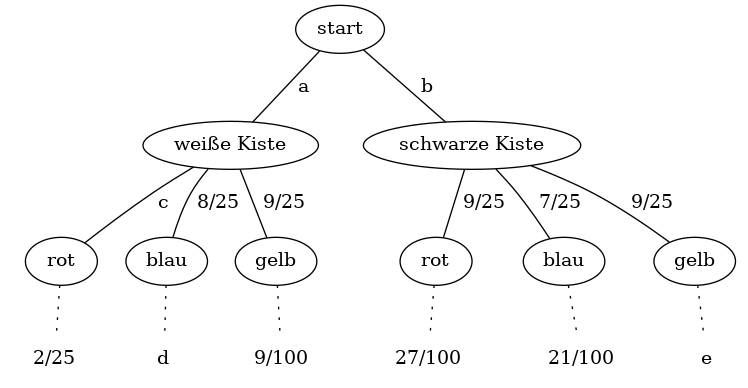 start
a
b
weiße Kiste
schwarze Kiste
c
8/25
9/25
9/25
7/25
9/25
rot
blau
gelb
rot
blau
gelb
2/25
d
9/100
27/100
21/100
e